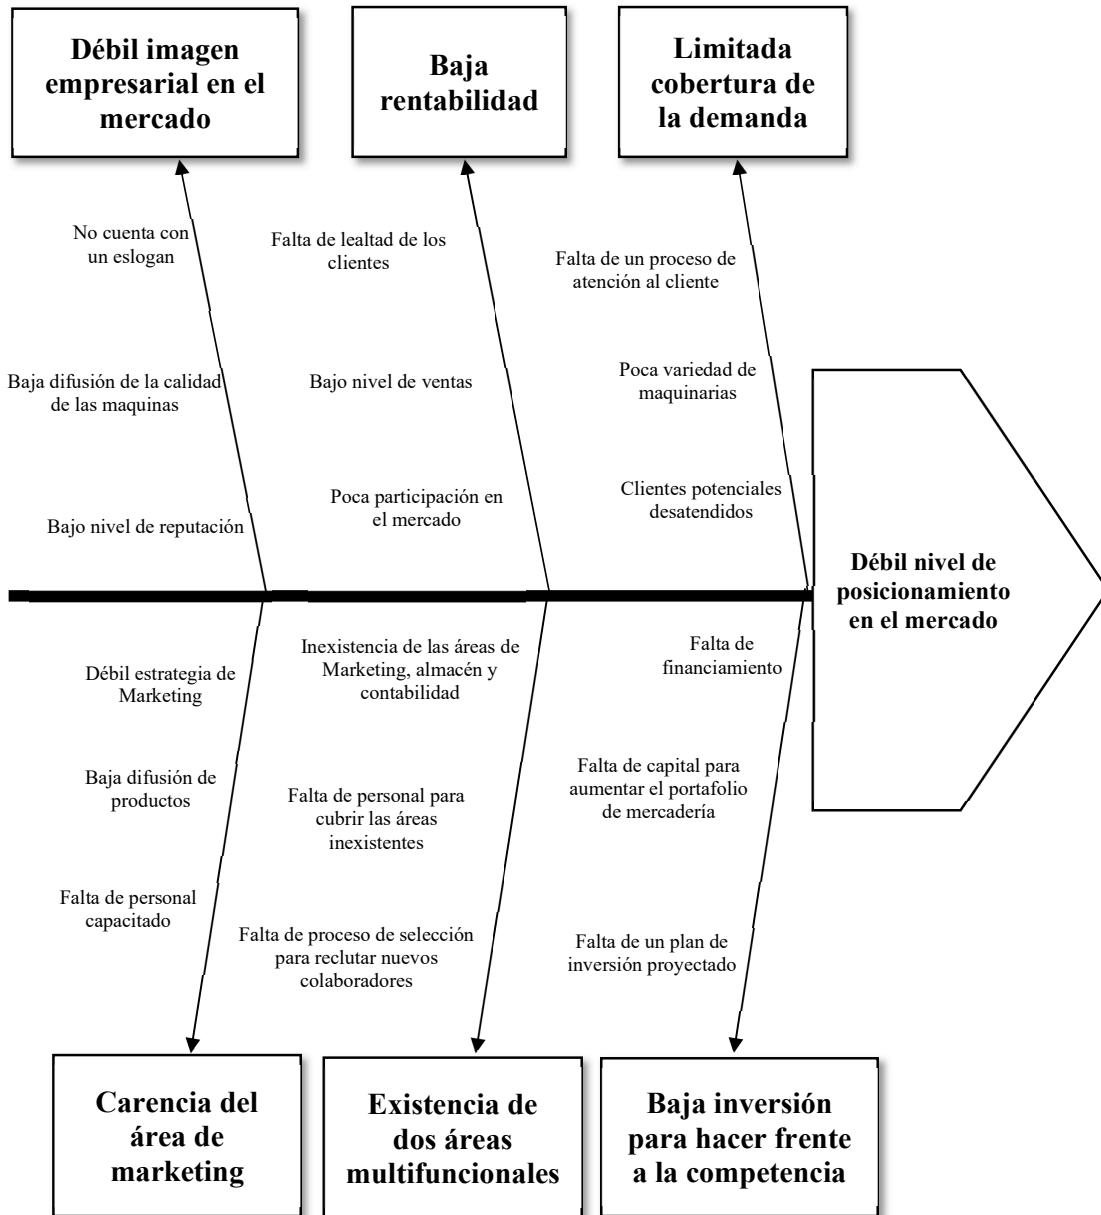 Débil imagen
empresarial en el
mercado
Baja
rentabilidad
Limitada
cobertura de
la demanda
No cuenta con
un eslogan
Baja difusión de la calidad
de las maquinas
Bajo nivel de reputación
Falta de lealtad de los
clientes
Bajo nivel de ventas
Poca participación en
el mercado
Falta de un proceso de
atención al cliente
Poca variedad de
maquinarias
Clientes potenciales
desatendidos
Débil nivel de
posicionamiento
en el mercado
Débil estrategia de
Marketing
Baja difusión de
productos
Falta de personal
capacitado
Inexistencia de las áreas de
Marketing, almacén y
contabilidad
Falta de personal para
cubrir las áreas
inexistentes
Falta de proceso de selección
para reclutar nuevos
colaboradores
Falta de
financiamiento
Falta de capital para
aumentar el portafolio
de mercadería
Falta de un plan de
inversión proyectado
Carencia del
área de
marketing
Existencia de
dos áreas
multifuncionales
Baja inversión
para hacer frente
a la competencia